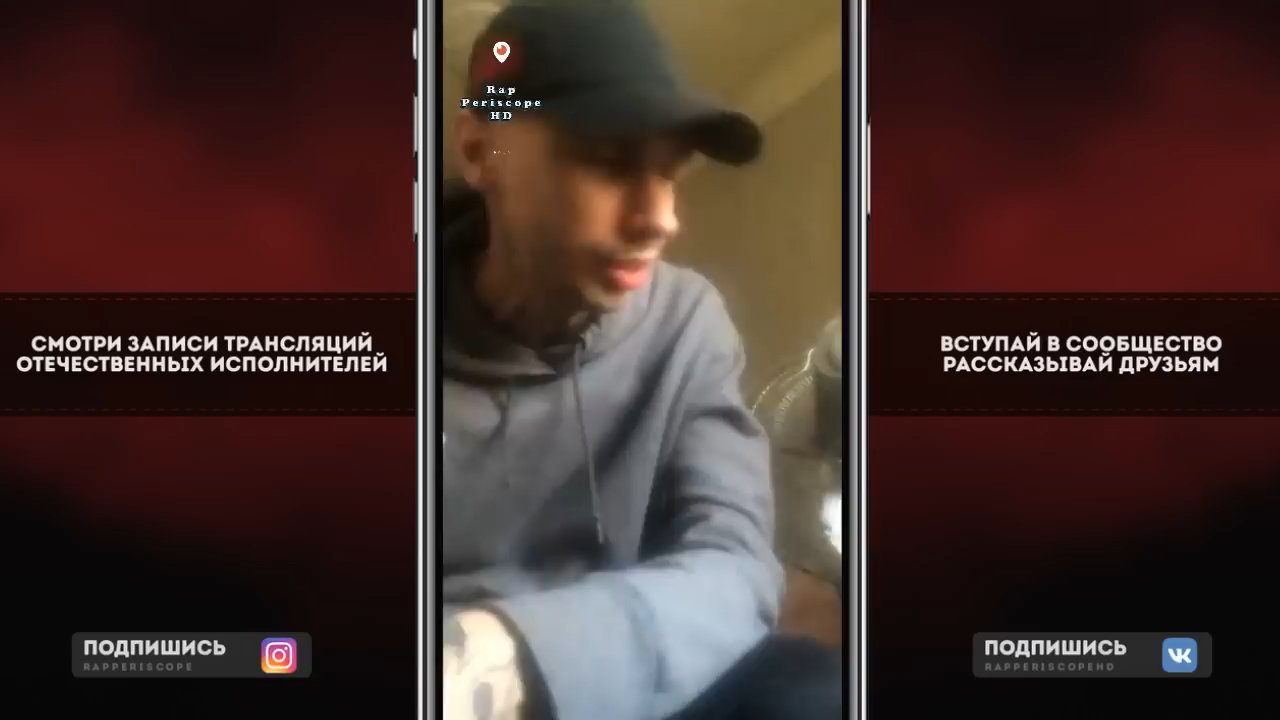 Rap
Periscope
HD
СМОТРИ ЗАПИСИ ТРАНСЛЯЦИЙ
ОТЕЧЕСТВЕННЫХ ИСПОЛНИТЕЛЕЙ
ВСТУПАЙ В СООБЩЕСТВО
РАССКАЗЫВАЙ ДРУЗЬЯМ
ПОДПИШИСЬ
RAPPERISCOPE
ПОДПИШИСЬ
RAPPERISCOPEHD